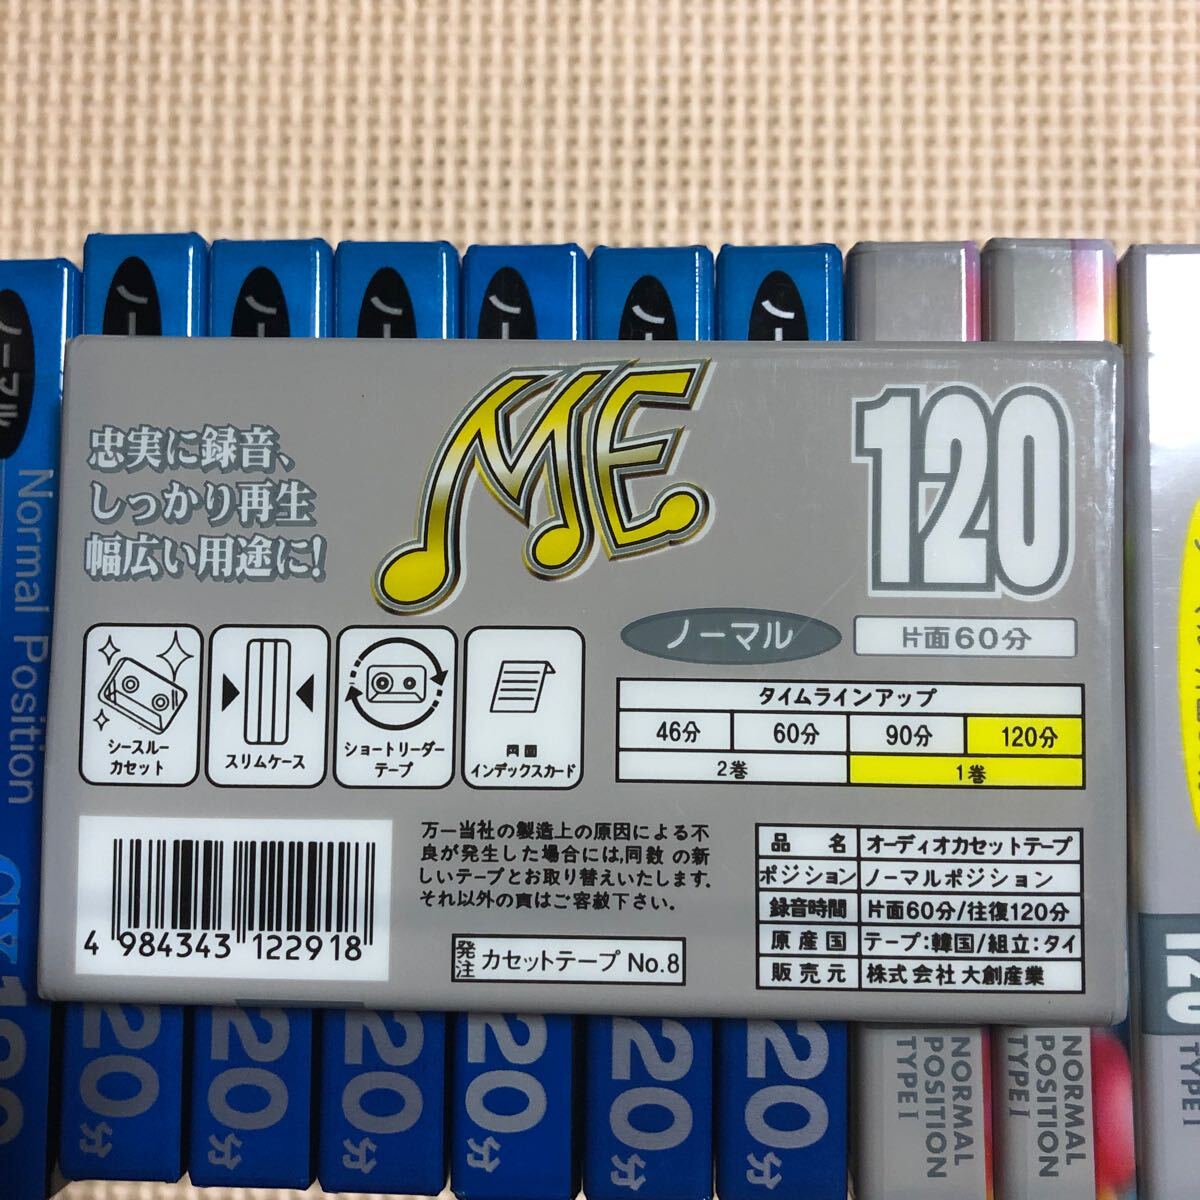 ノーマル
Normal Position
忠実に録音、
しっかり再生
幅広い用途に!
ME
120
ノーマル
片面60分
シースルー
カセット
スリムケース
ショートリーダー
テープ
両面
インデックスカード
タイムラインアップ
46分 60分 90分 120分
2巻 1巻
4 984343 122918
万一当社の製造上の原因による不
良が発生した場合には,同数の新
しいテープとお取り替えいたします.
それ以外の責はご容赦下さい.
発注 カセットテープ No.8
品名 オーディオカセットテープ
ポジション ノーマルポジション
録音時間 片面60分/往復120分
原産国 テープ:韓国/組立:タイ
販売元 株式会社 大創産業
20分
20分
20分
20分
20分
20分
NORMAL
POSITION
TYPE I
NORMAL
POSITION
TYPE I
120
TYPE I